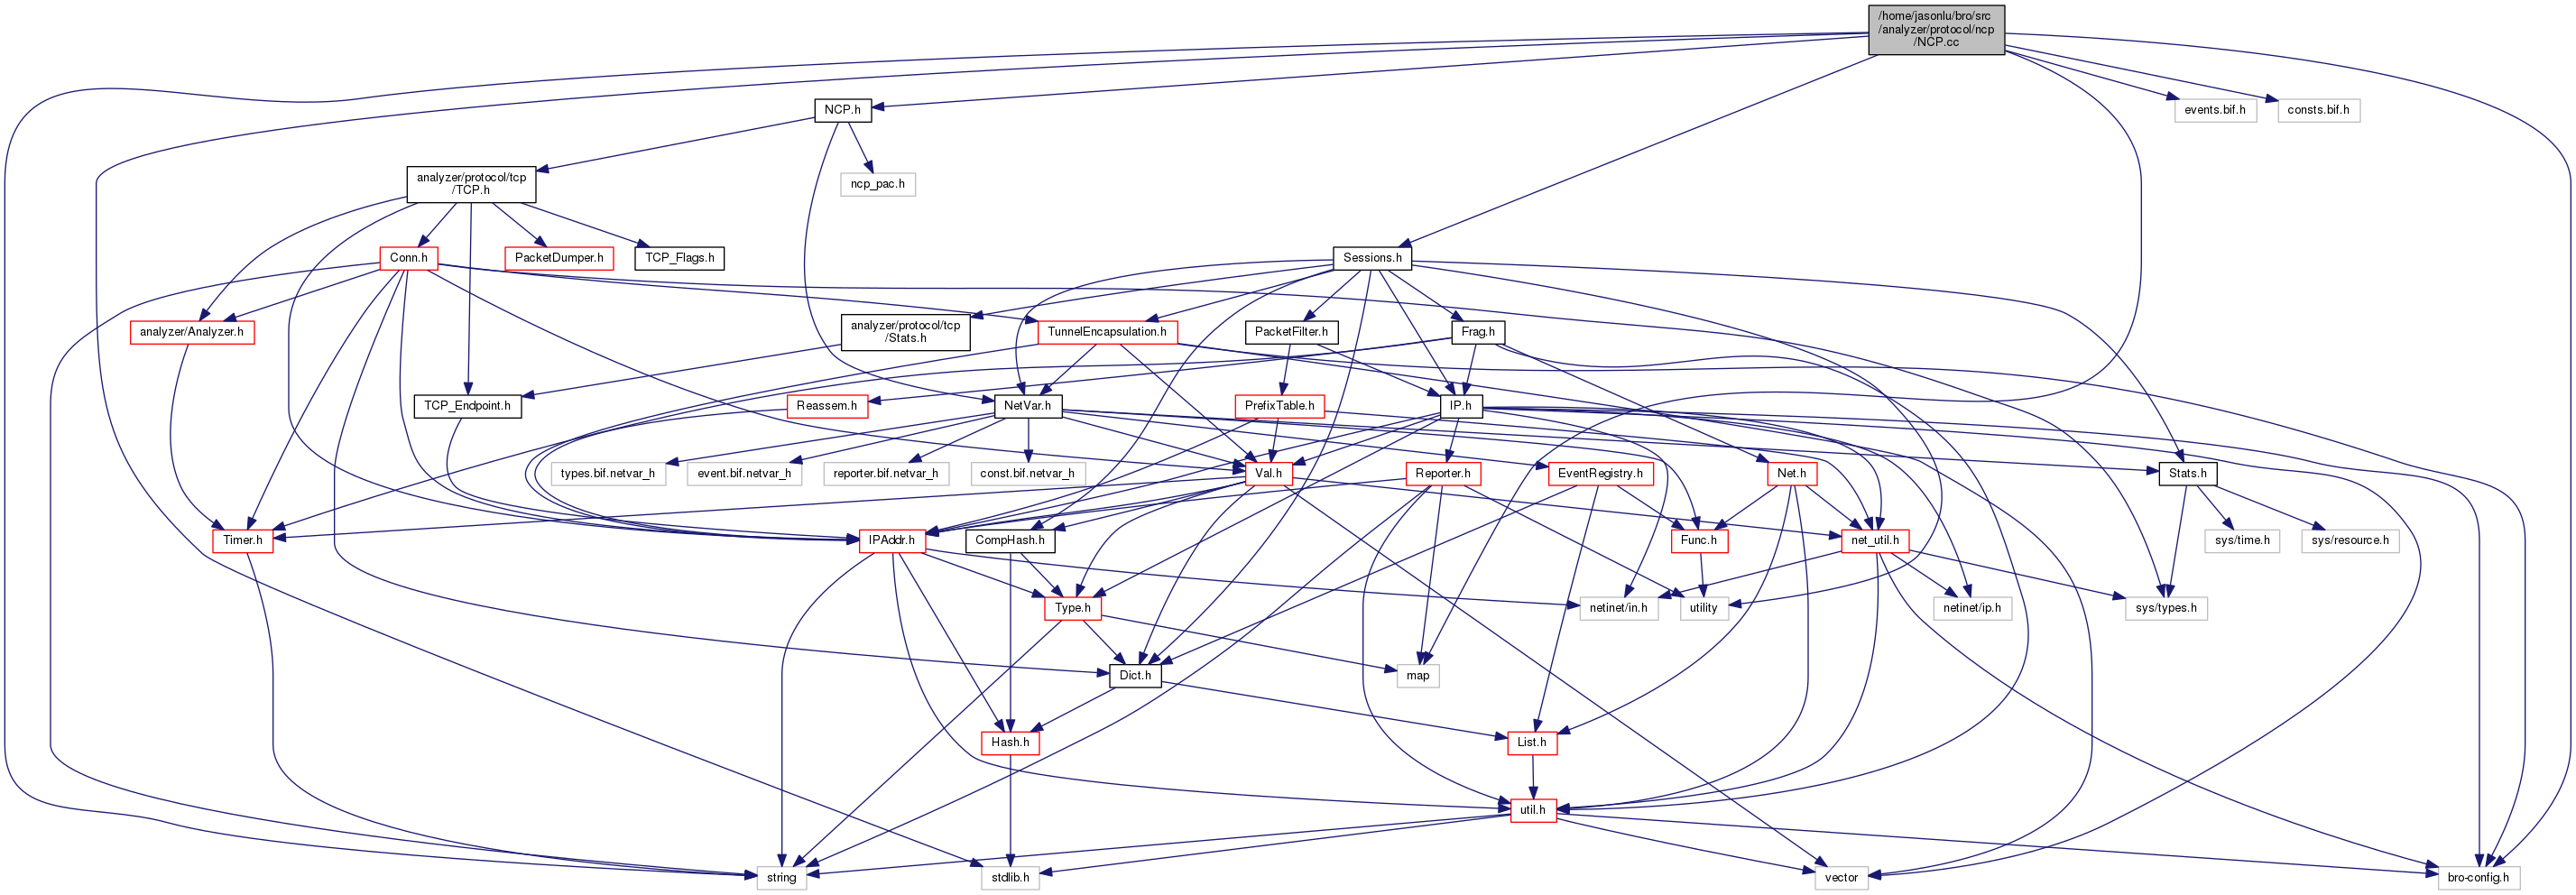 /home/jasonlu/bro/src
/analyzer/protocol/ncp
/NCP.cc
NCP.h
events.bif.h
consts.bif.h
analyzer/protocol/tcp
/TCP.h
ncp_pac.h
Conn.h
PacketDumper.h
TCP_Flags.h
Sessions.h
analyzer/Analyzer.h
analyzer/protocol/tcp
/Stats.h
TunnelEncapsulation.h
PacketFilter.h
Frag.h
TCP_Endpoint.h
Reassem.h
NetVar.h
PrefixTable.h
IP.h
types.bif.netvar_h
event.bif.netvar_h
reporter.bif.netvar_h
const.bif.netvar_h
Val.h
Reporter.h
EventRegistry.h
Net.h
Stats.h
Timer.h
IPAddr.h
CompHash.h
Func.h
net_util.h
sys/time.h
sys/resource.h
Type.h
netinet/in.h
utility
netinet/ip.h
sys/types.h
Dict.h
map
Hash.h
List.h
util.h
string
stdlib.h
vector
bro-config.h